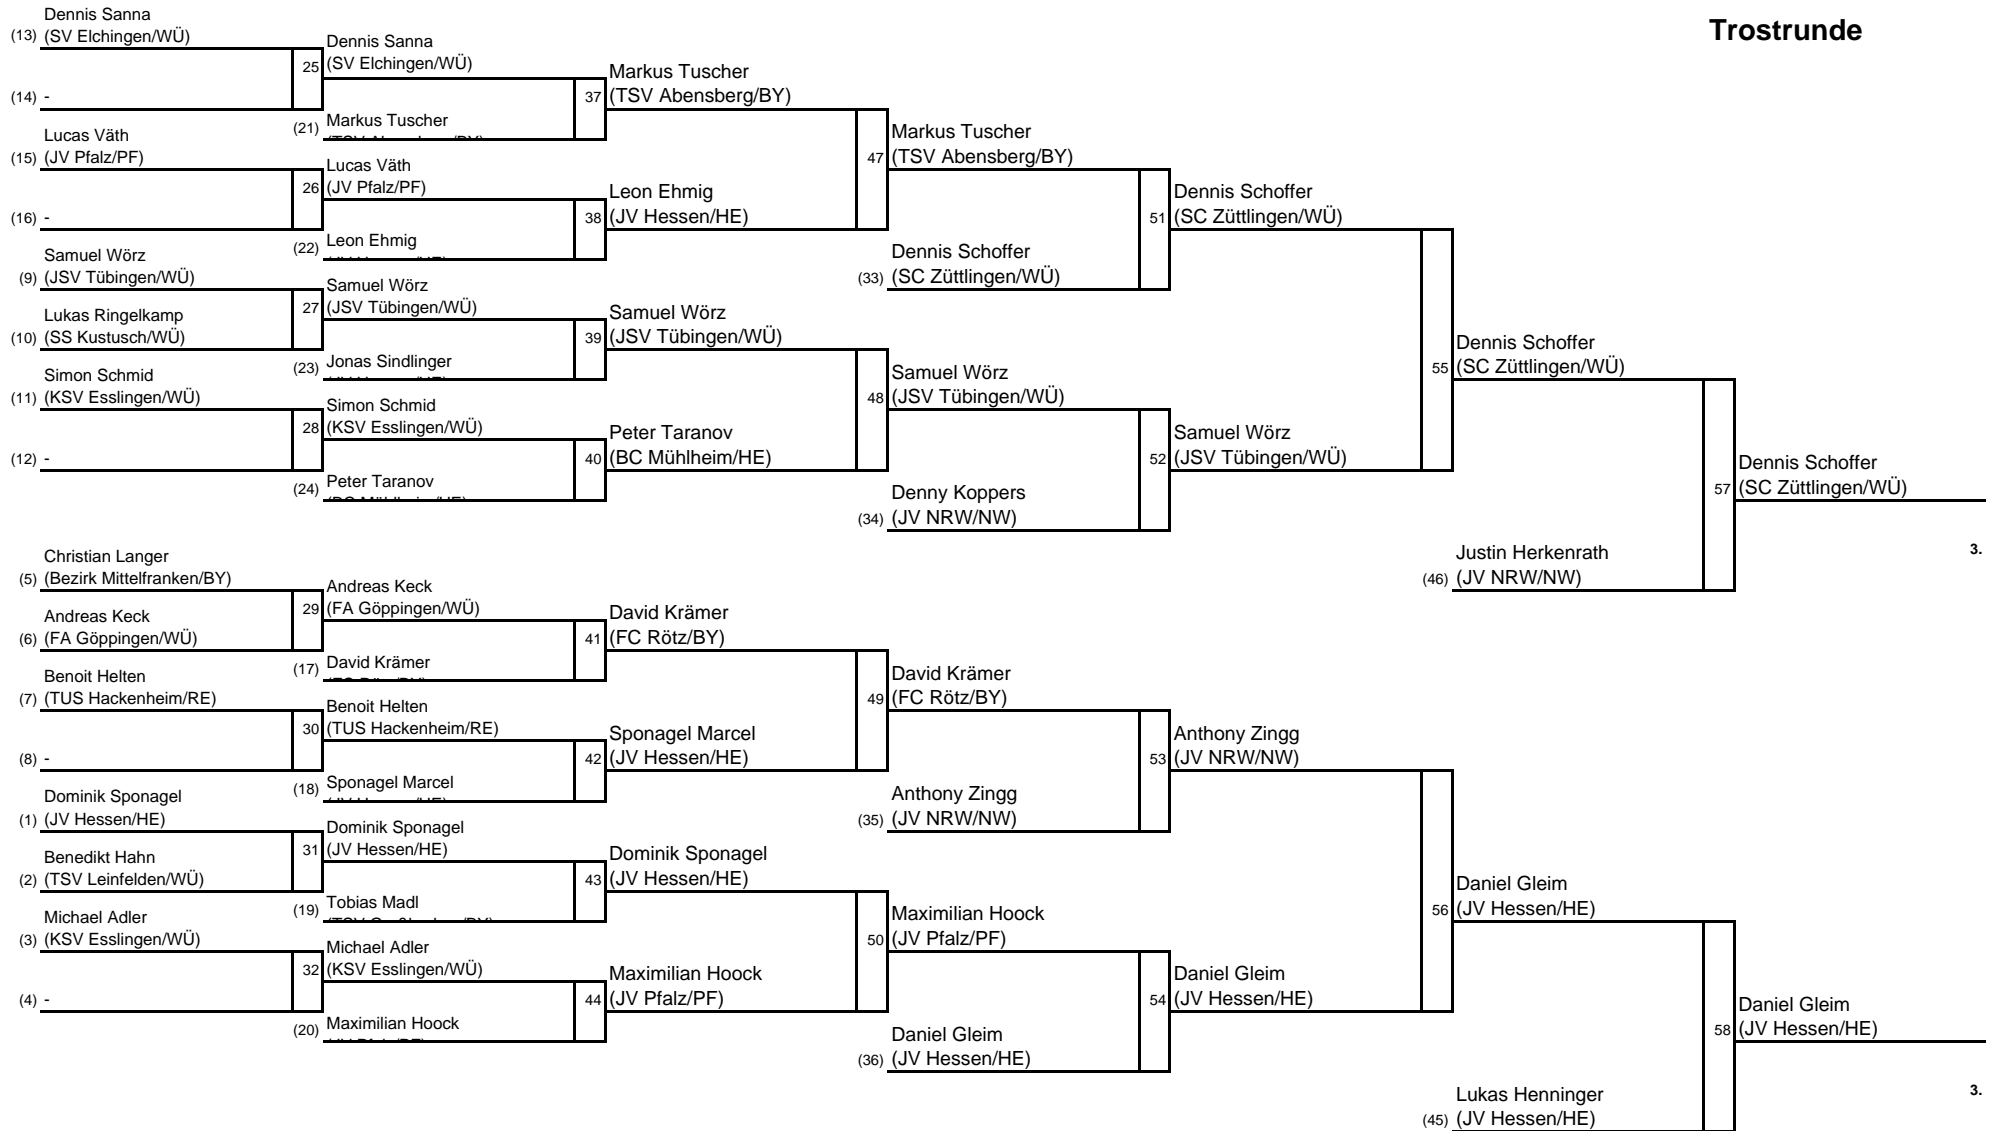 Trostrunde
Dennis Sanna
(13) (SV Elchingen/WÜ)
25
(14) -
Lucas Väth
(15) (JV Pfalz/PF)
26
(16) -
Samuel Wörz
(9) (JSV Tübingen/WÜ)
27
Lukas Ringelkamp
(10) (SS Kustusch/WÜ)
Simon Schmid
(11) (KSV Esslingen/WÜ)
28
(12) -
Christian Langer
(5) (Bezirk Mittelfranken/BY)
29
Andreas Keck
(6) (FA Göppingen/WÜ)
Benoit Helten
(7) (TUS Hackenheim/RE)
30
(8) -
Dominik Sponagel
(1) (JV Hessen/HE)
31
Benedikt Hahn
(2) (TSV Leinfelden/WÜ)
Michael Adler
(3) (KSV Esslingen/WÜ)
32
(4) -
Dennis Sanna
(SV Elchingen/WÜ)
37
(21) Markus Tuscher
Lucas Väth
(JV Pfalz/PF)
38
(22) Leon Ehmig
Samuel Wörz
(JSV Tübingen/WÜ)
39
(23) Jonas Sindlinger
Simon Schmid
(KSV Esslingen/WÜ)
40
(24) Peter Taranov
Andreas Keck
(FA Göppingen/WÜ)
41
(17) David Krämer
Benoit Helten
(TUS Hackenheim/RE)
42
(18) Sponagel Marcel
Dominik Sponagel
(JV Hessen/HE)
43
(19) Tobias Madl
Michael Adler
(KSV Esslingen/WÜ)
44
(20) Maximilian Hoock
Markus Tuscher
(TSV Abensberg/BY)
47
Leon Ehmig
(JV Hessen/HE)
Samuel Wörz
(JSV Tübingen/WÜ)
48
Peter Taranov
(BC Mühlheim/HE)
David Krämer
(FC Rötz/BY)
49
Sponagel Marcel
(JV Hessen/HE)
Dominik Sponagel
(JV Hessen/HE)
50
Maximilian Hoock
(JV Pfalz/PF)
Markus Tuscher
(TSV Abensberg/BY)
51
Dennis Schoffer
(33) (SC Züttlingen/WÜ)
Samuel Wörz
(JSV Tübingen/WÜ)
52
Denny Koppers
(34) (JV NRW/NW)
David Krämer
(FC Rötz/BY)
53
Anthony Zingg
(35) (JV NRW/NW)
Maximilian Hoock
(JV Pfalz/PF)
54
Daniel Gleim
(36) (JV Hessen/HE)
Dennis Schoffer
(SC Züttlingen/WÜ)
55
Samuel Wörz
(JSV Tübingen/WÜ)
Anthony Zingg
(JV NRW/NW)
56
Daniel Gleim
(JV Hessen/HE)
Dennis Schoffer
(SC Züttlingen/WÜ)
57
Justin Herkenrath
(46) (JV NRW/NW)
Daniel Gleim
(JV Hessen/HE)
58
Lukas Henninger
(45) (JV Hessen/HE)
Dennis Schoffer
(SC Züttlingen/WÜ)
3.
Daniel Gleim
(JV Hessen/HE)
3.